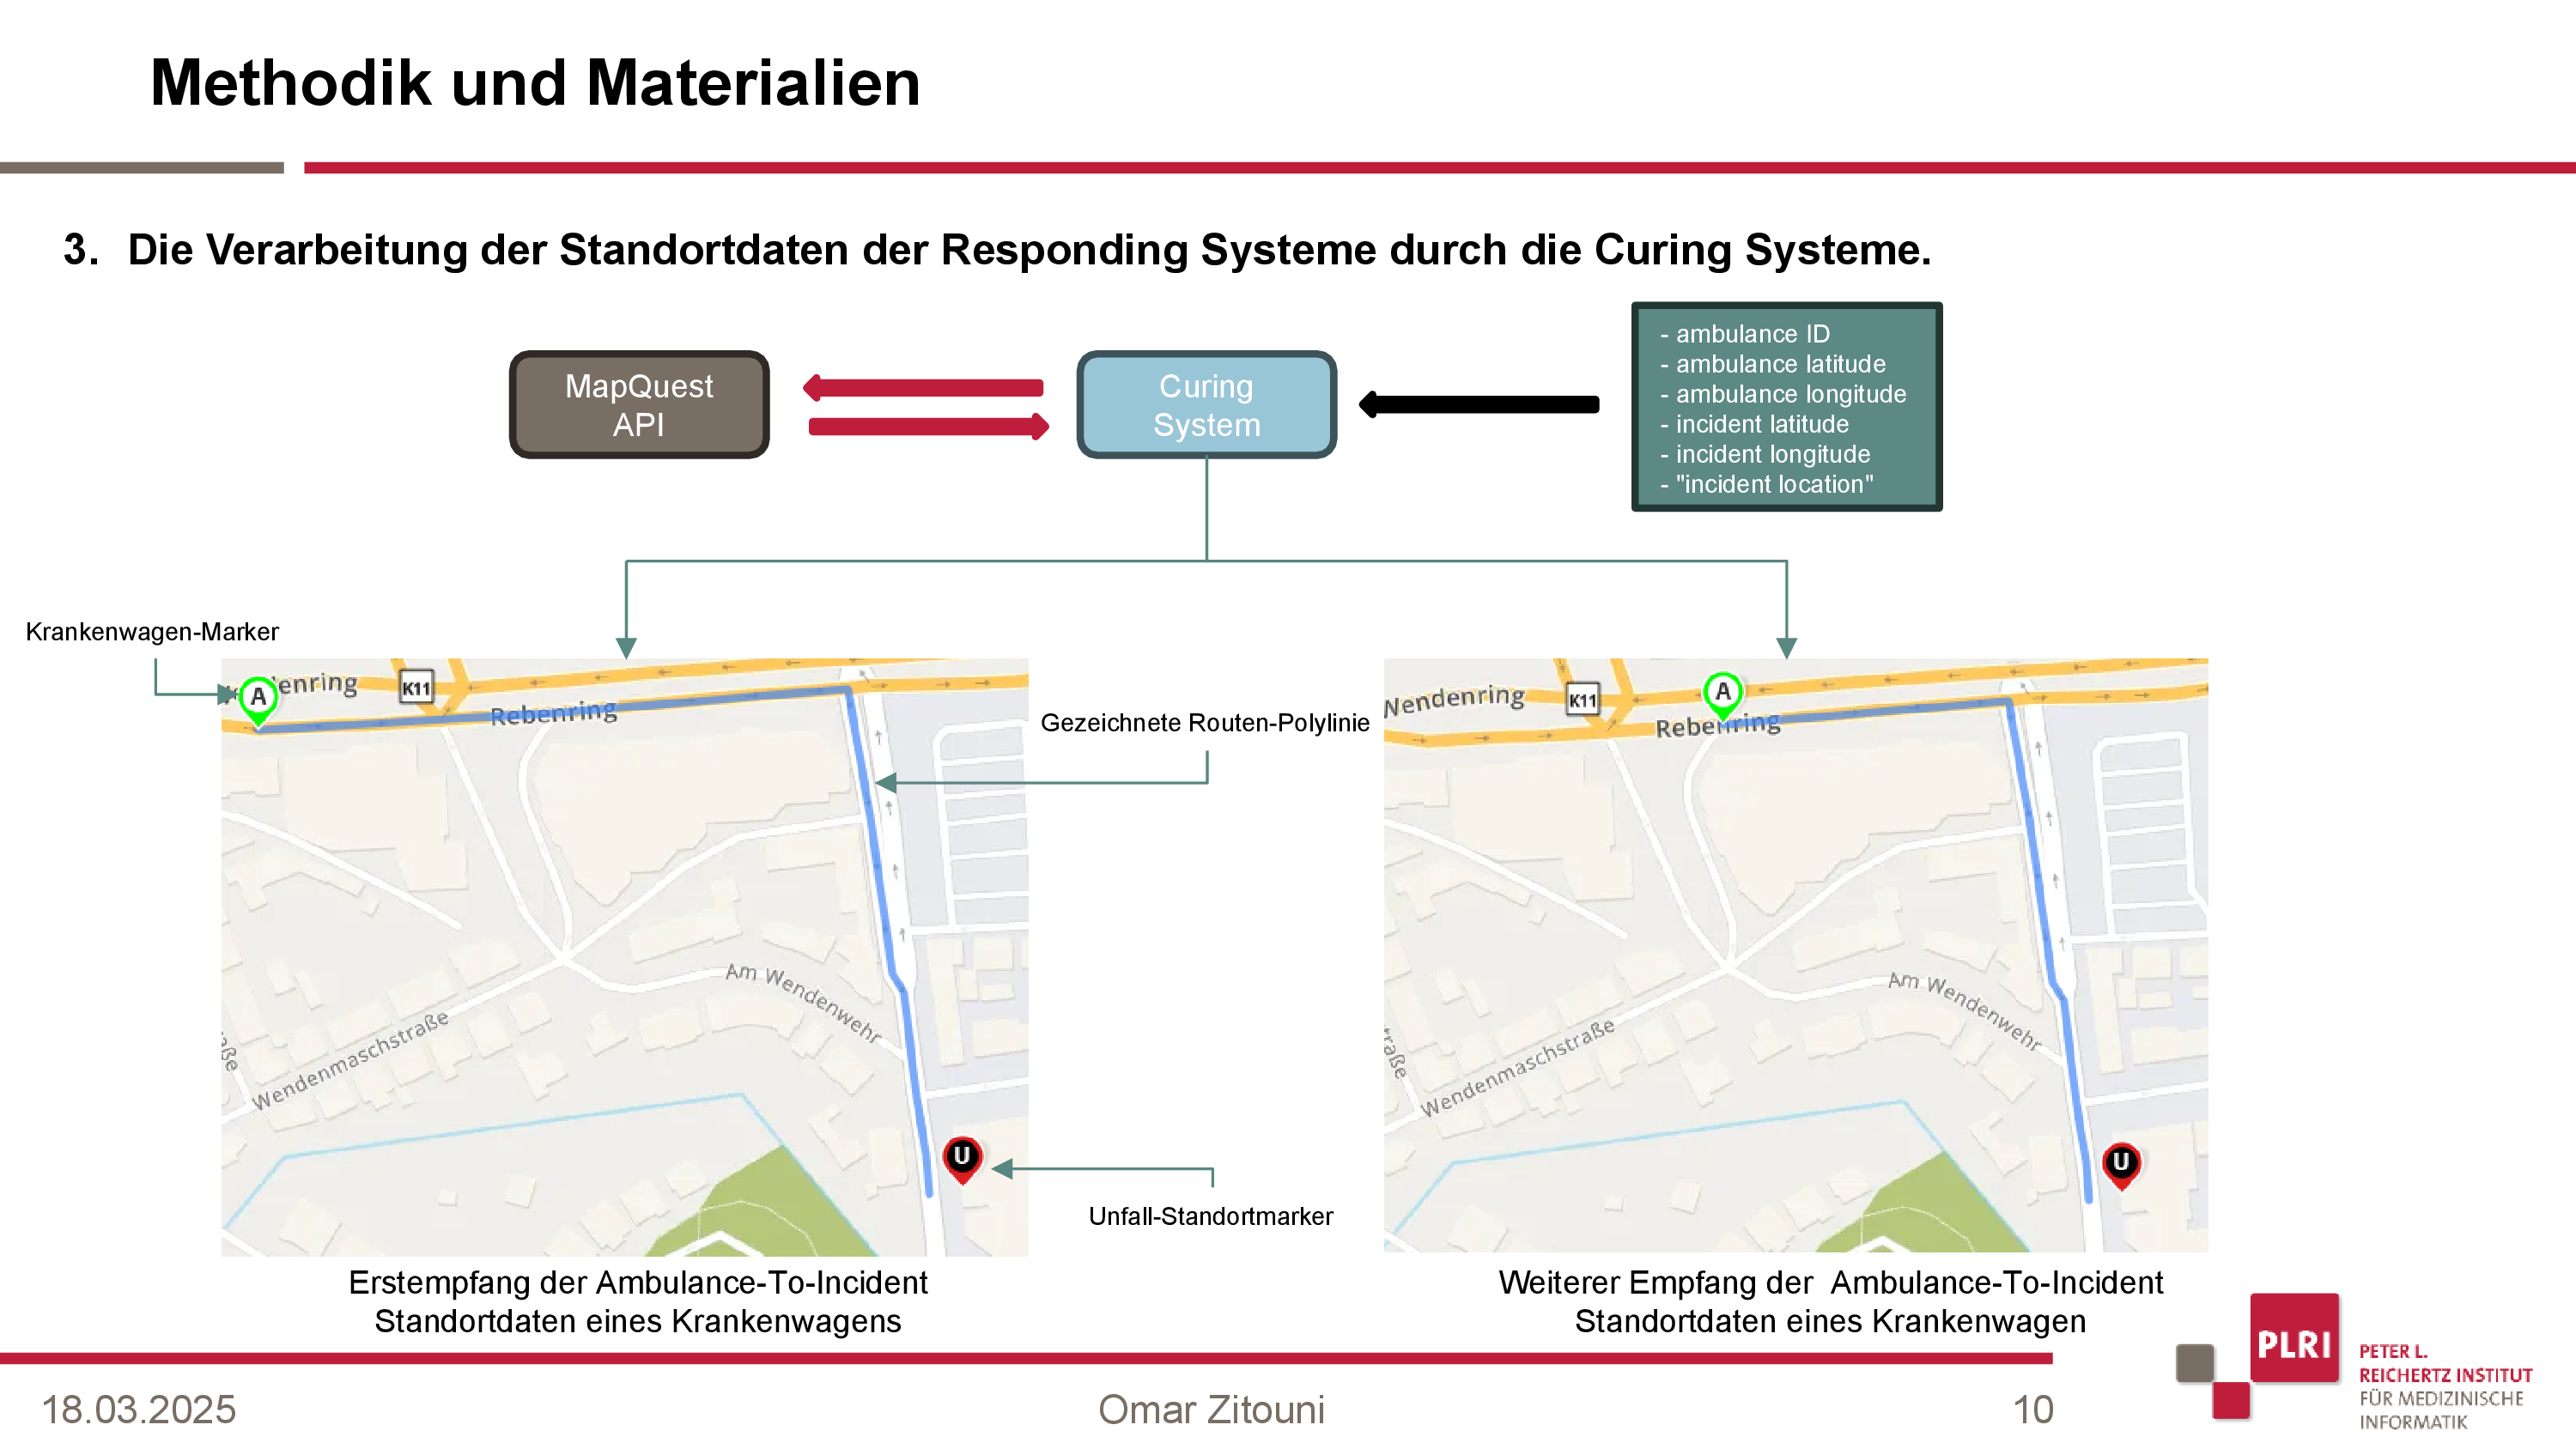 Methodik und Materialien
3. Die Verarbeitung der Standortdaten der Responding Systeme durch die Curing Systeme.
MapQuest
API
Curing
System
- ambulance ID
- ambulance latitude
- ambulance longitude
- incident latitude
- incident longitude
- "incident location"
Krankenwagen-Marker
A
enring
K11
Rebenring
Am Wendenwehr
Wendenmaschstraße
aße
U
Gezeichnete Routen-Polylinie
Unfall-Standortmarker
Wendenring
K11
A
Rebenring
Am Wendenwehr
Wendenmaschstraße
raße
U
Erstempfang der Ambulance-To-Incident
Standortdaten eines Krankenwagens
Weiterer Empfang der Ambulance-To-Incident
Standortdaten eines Krankenwagen
18.03.2025
Omar Zitouni
10
PLRI
PETER L.
REICHERTZ INSTITUT
FÜR MEDIZINISCHE
INFORMATIK